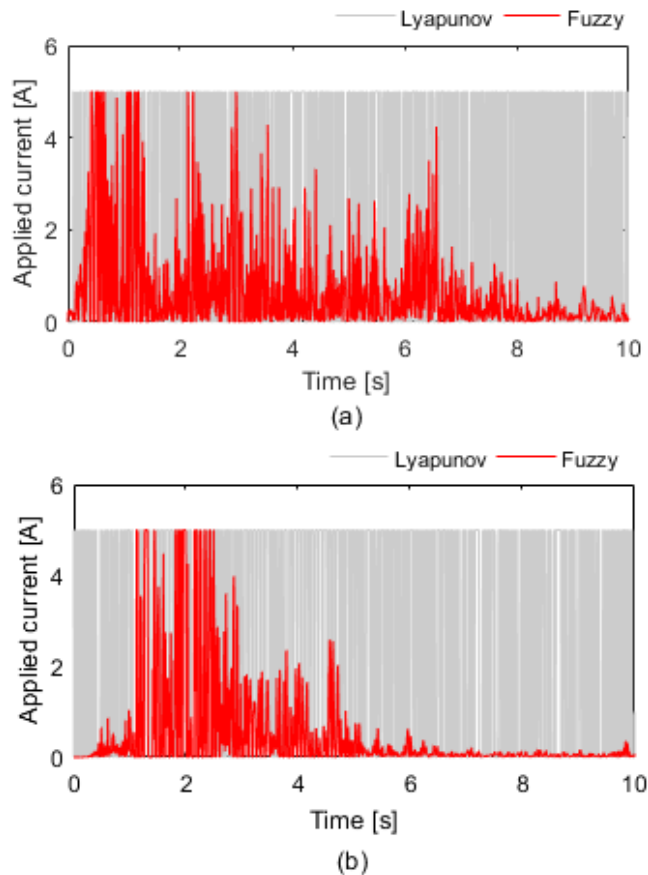 Lyapunov Fuzzy
6
4
2
0
Applied current [A]
0 2 4 6 8 10
Time [s]
(a)
Lyapunov Fuzzy
6
4
2
0
Applied current [A]
0 2 4 6 8 10
Time [s]
(b)